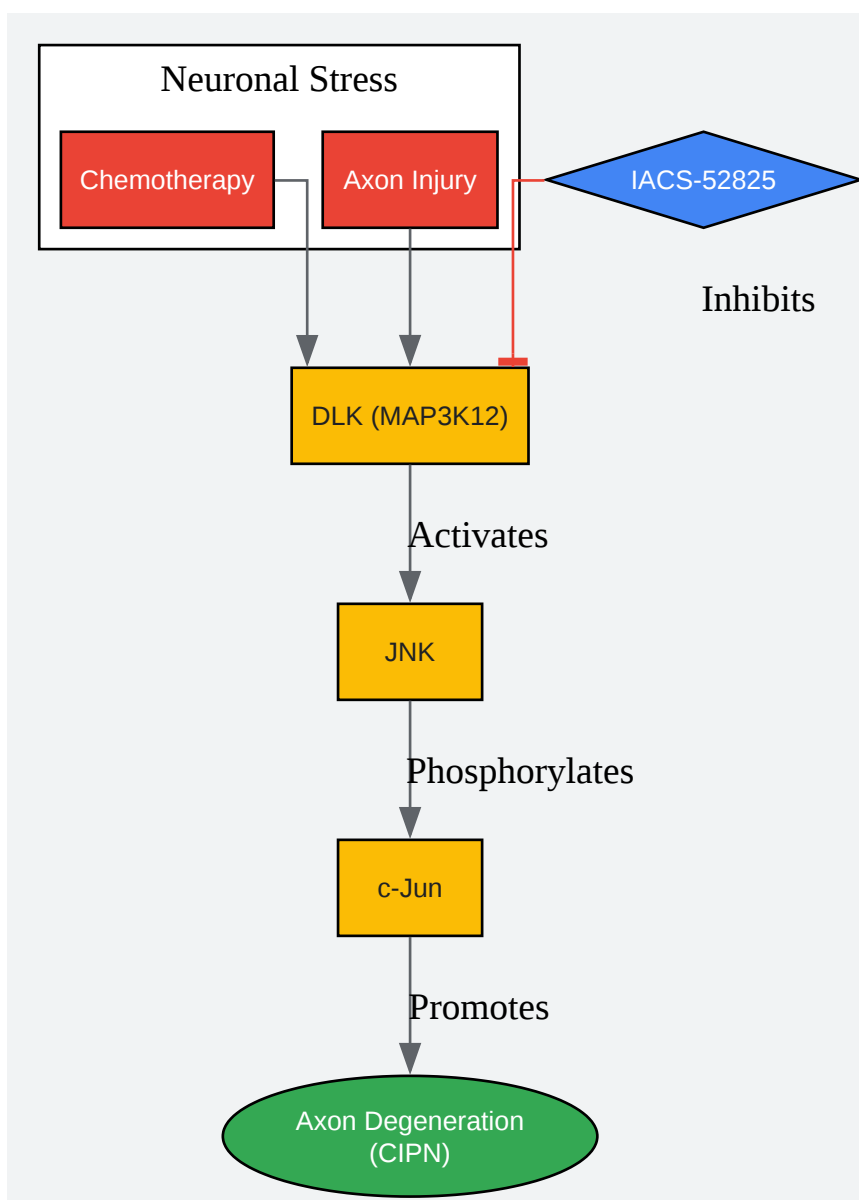 Neuronal Stress
Chemotherapy
Axon Injury
IACS-52825
Inhibits
DLK (MAP3K12)
Activates
JNK
Phosphorylates
c-Jun
Promotes
Axon Degeneration
(CIPN)